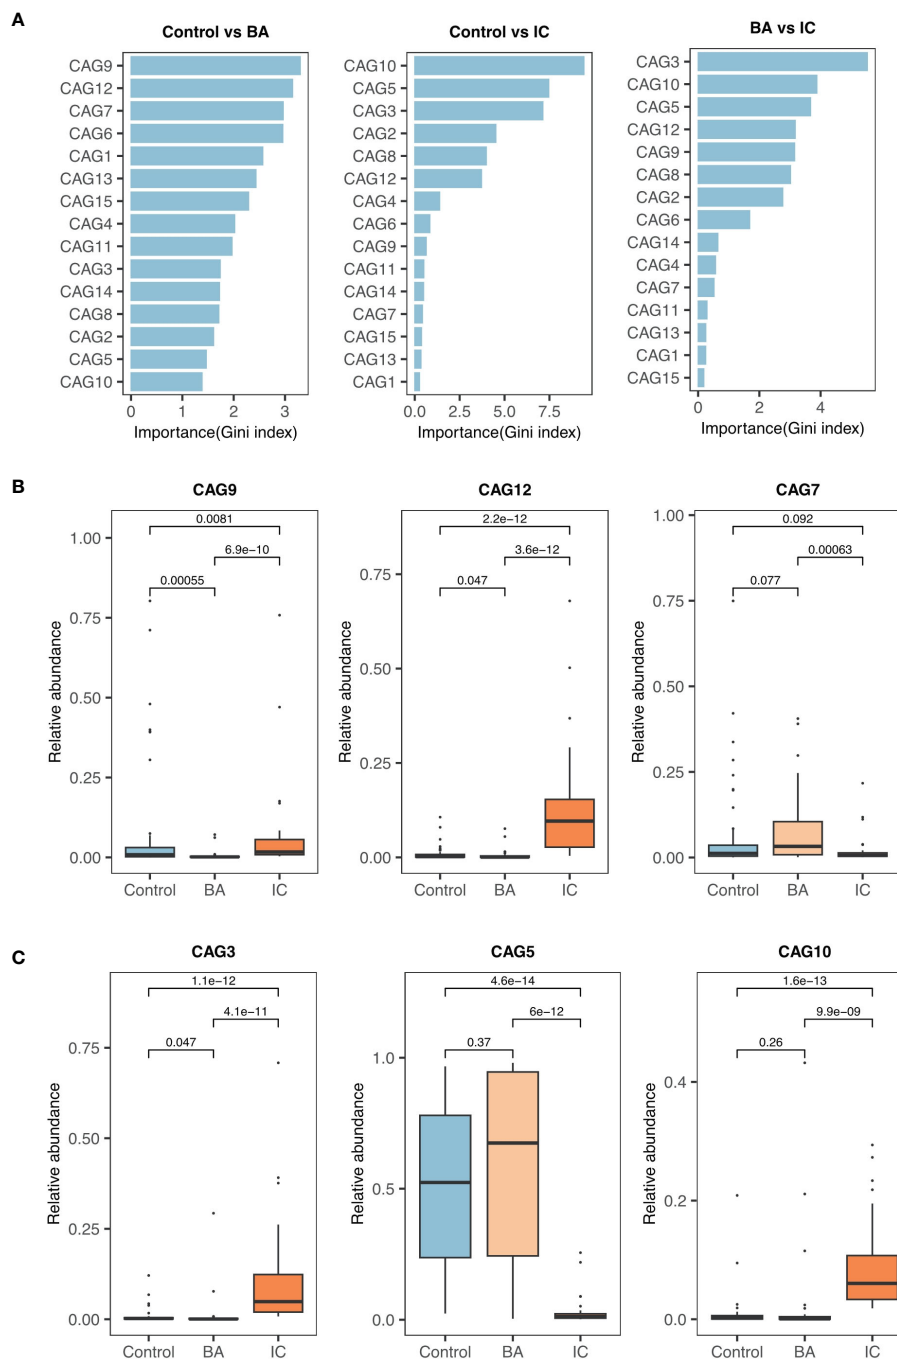 A
Control vs BA
CAG9
CAG12
CAG7
CAG6
CAG1
CAG13
CAG15
CAG4
CAG11
CAG3
CAG14
CAG8
CAG2
CAG5
CAG10
0 1 2 3
Importance(Gini index)
Control vs IC
CAG10
CAG5
CAG3
CAG2
CAG8
CAG12
CAG4
CAG6
CAG9
CAG11
CAG14
CAG7
CAG15
CAG13
CAG1
0.0 2.5 5.0 7.5
Importance(Gini index)
BA vs IC
CAG3
CAG10
CAG5
CAG12
CAG9
CAG8
CAG2
CAG6
CAG14
CAG4
CAG7
CAG11
CAG13
CAG1
CAG15
0 2 4
Importance(Gini index)
B
CAG9
Relative abundance
1.00
0.75
0.50
0.25
0.00
0.0081
6.9e−10
0.00055
Control BA IC
CAG12
Relative abundance
0.75
0.50
0.25
0.00
2.2e−12
3.6e−12
0.047
Control BA IC
CAG7
Relative abundance
1.00
0.75
0.50
0.25
0.00
0.092
0.00063
0.077
Control BA IC
C
CAG3
Relative abundance
0.75
0.50
0.25
0.00
1.1e−12
4.1e−11
0.047
Control BA IC
CAG5
Relative abundance
1.0
0.5
0.0
4.6e−14
6e−12
0.37
Control BA IC
CAG10
Relative abundance
0.4
0.2
0.0
1.6e−13
9.9e−09
0.26
Control BA IC